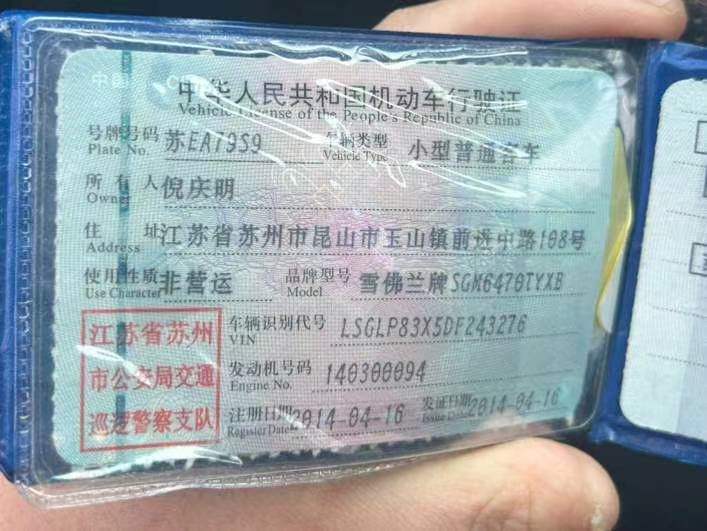 中华人民共和国机动车行驶证
Vehicle License of the People's Republic of China
号牌号码 苏EA79S9 车辆类型 小型普通客车
Plate No. Vehicle Type
所有人 倪庆明
Owner
住址 江苏省苏州市昆山市玉山镇前进中路108号
Address
使用性质 非营运 品牌型号 雪佛兰牌SGM6470TYXB
Use Character Model
江苏省苏州
市公安局交通
巡逻警察支队
车辆识别代号 LSGLP83X5DF243276
VIN
发动机号码 140300094
Engine No.
注册日期 2014-04-16 发证日期 2014-04-16
Register Date Issue Date